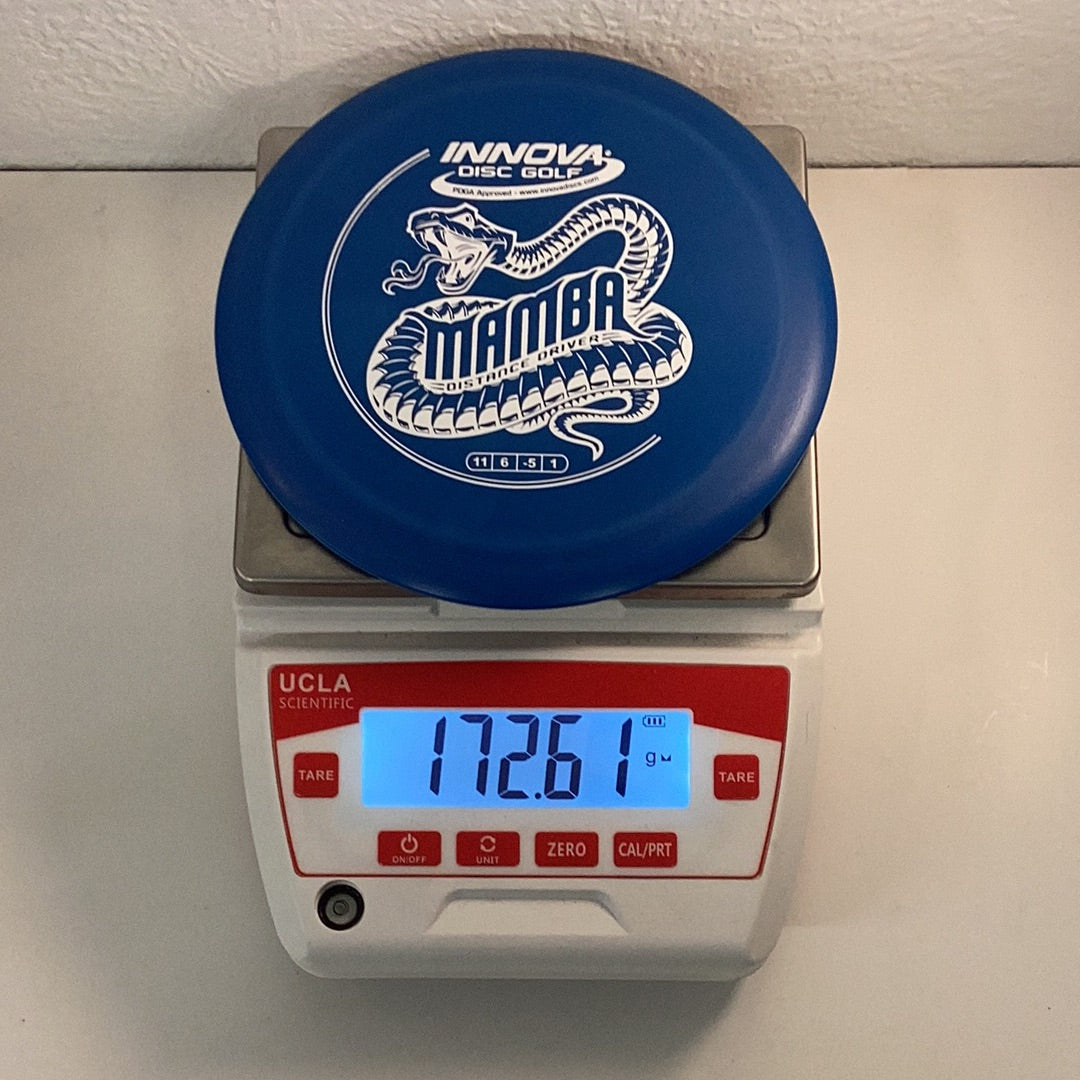 INNOVA
DISC GOLF
PDGA Approved - www.innovadiscs.com
MAMBA
DISTANCE DRIVER
11 6 -5 1
UCLA
SCIENTIFIC
172.61 g
TARE
TARE
ON/OFF
UNIT
ZERO
CAL/PRT